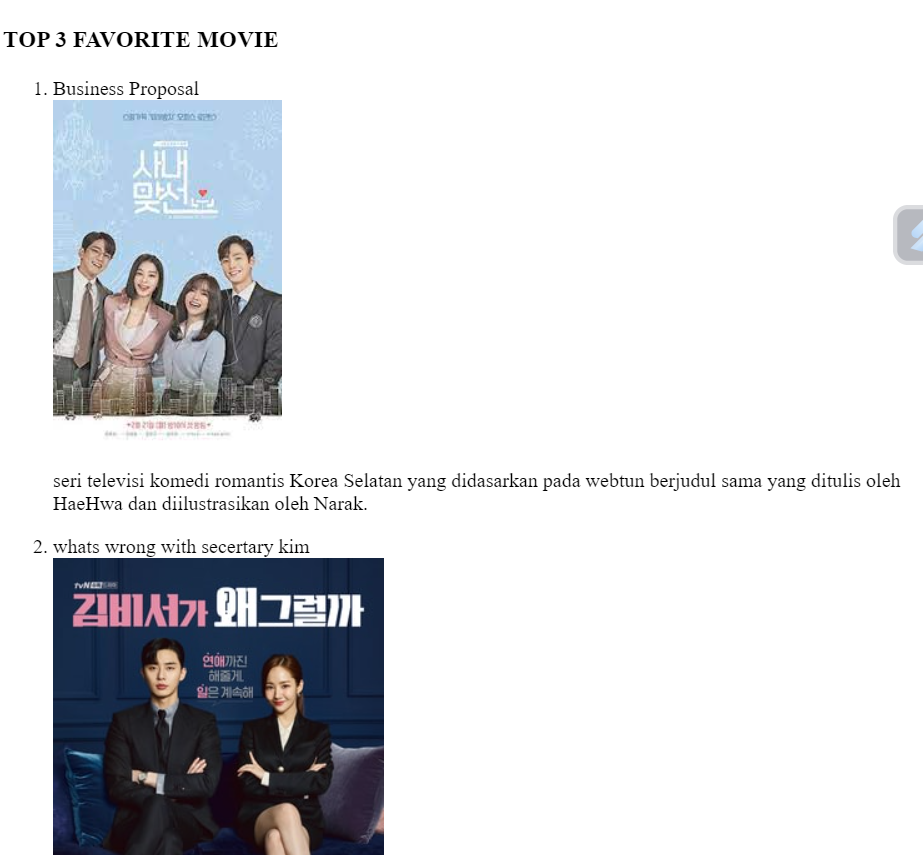 TOP 3 FAVORITE MOVIE
1. Business Proposal
사내
맞선
seri televisi komedi romantis Korea Selatan yang didasarkan pada webtun berjudul sama yang ditulis oleh
HaeHwa dan diilustrasikan oleh Narak.
2. whats wrong with secertary kim
tvN
김비서가 왜그럴까
연애까진
해줄게,
일은 계속해